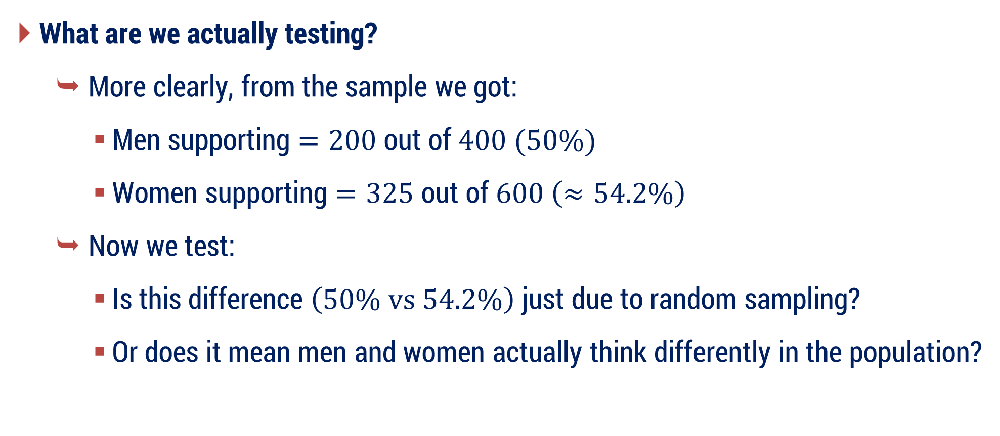 What are we actually testing?
More clearly, from the sample we got:
Men supporting = 200 out of 400 (50%)
Women supporting = 325 out of 600 (≈ 54.2%)
Now we test:
Is this difference (50% vs 54.2%) just due to random sampling?
Or does it mean men and women actually think differently in the population?